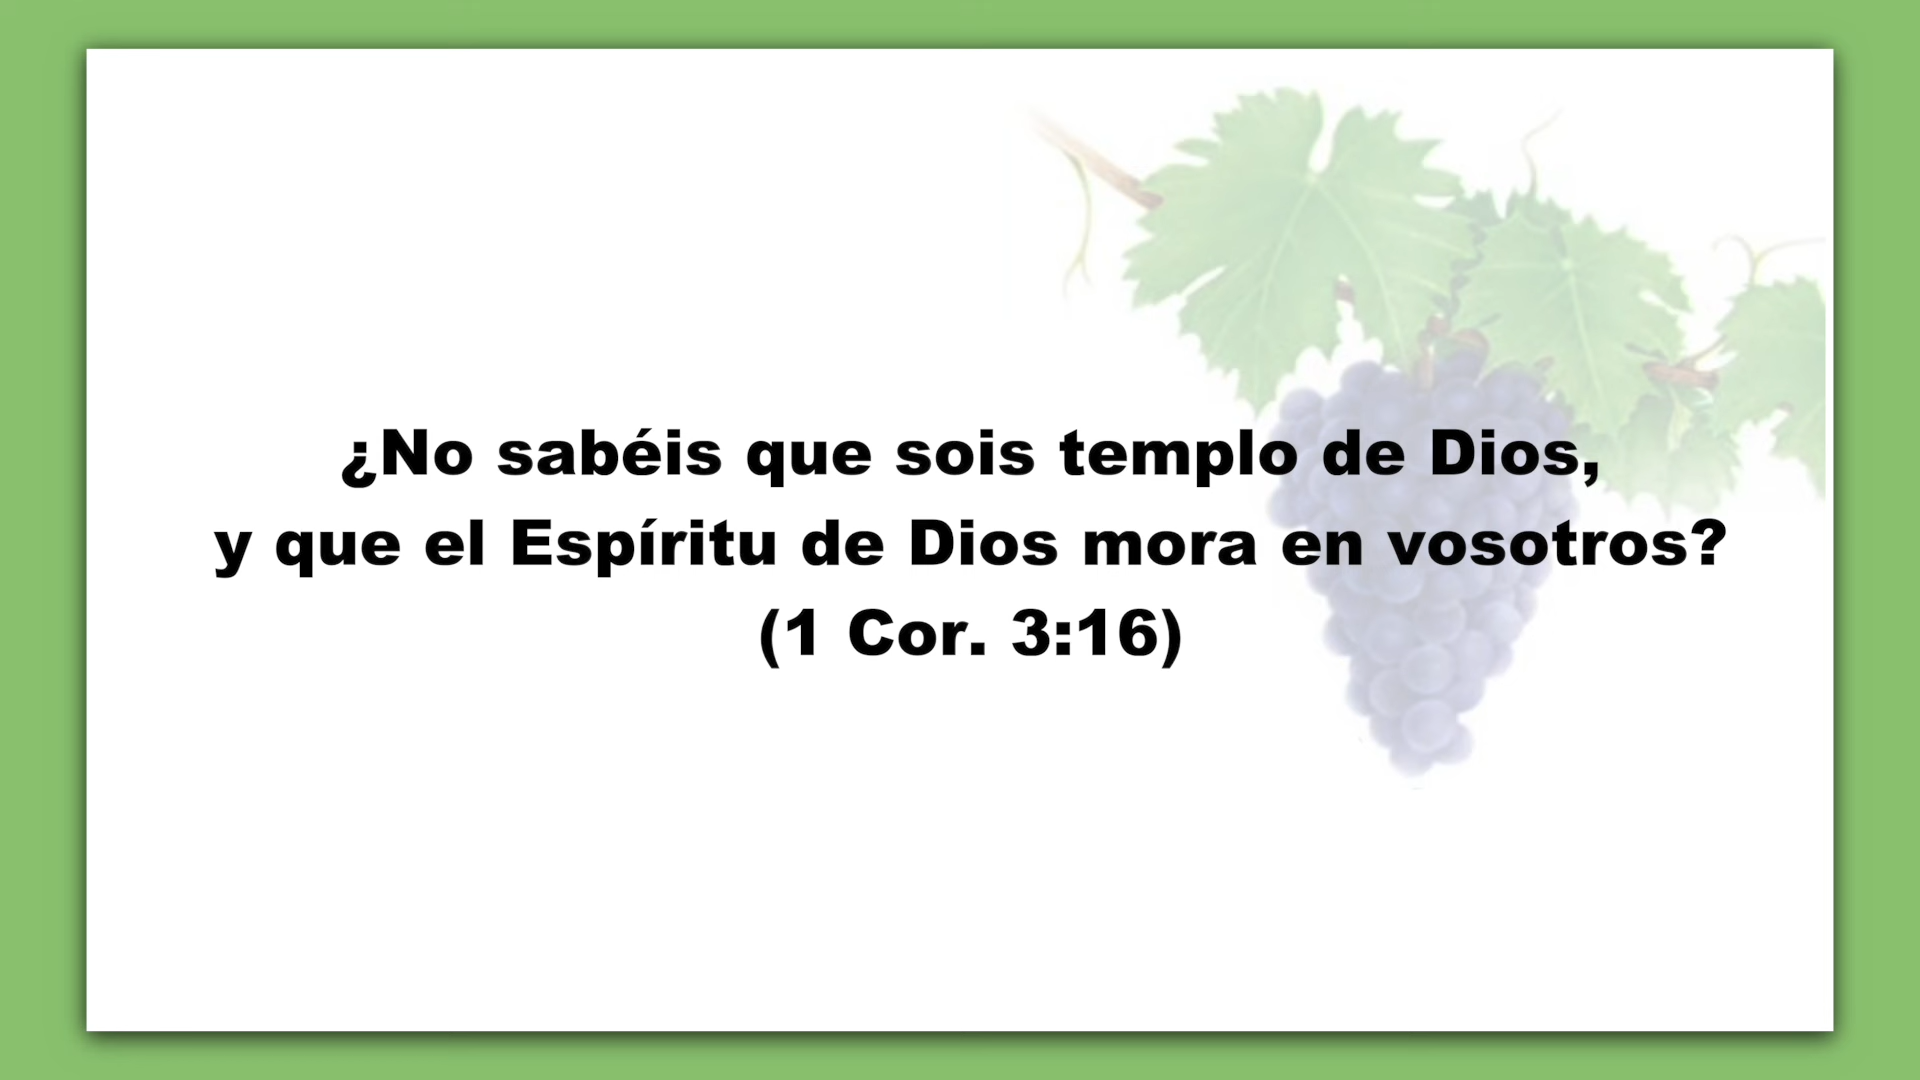 ¿No sabéis que sois templo de Dios,
y que el Espíritu de Dios mora en vosotros?
(1 Cor. 3:16)